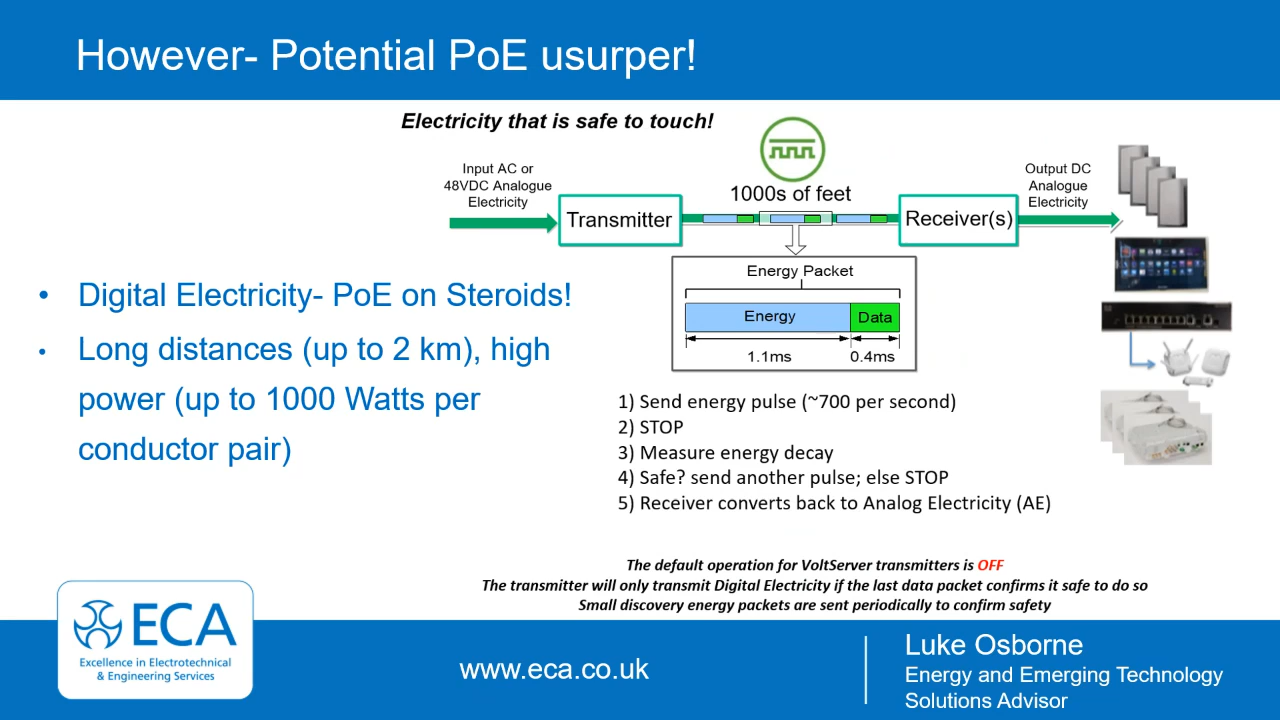 However- Potential PoE usurper!
Electricity that is safe to touch!
Input AC or
48VDC Analogue
Electricity
Transmitter
1000s of feet
Receiver(s)
Output DC
Analogue
Electricity
Energy Packet
Energy
Data
1.1ms
0.4ms
• Digital Electricity- PoE on Steroids!
• Long distances (up to 2 km), high
power (up to 1000 Watts per
conductor pair)
1) Send energy pulse (~700 per second)
2) STOP
3) Measure energy decay
4) Safe? send another pulse; else STOP
5) Receiver converts back to Analog Electricity (AE)
The default operation for VoltServer transmitters is OFF
The transmitter will only transmit Digital Electricity if the last data packet confirms it safe to do so
Small discovery energy packets are sent periodically to confirm safety
ECA
Excellence in Electrotechnical
& Engineering Services
www.eca.co.uk
Luke Osborne
Energy and Emerging Technology
Solutions Advisor